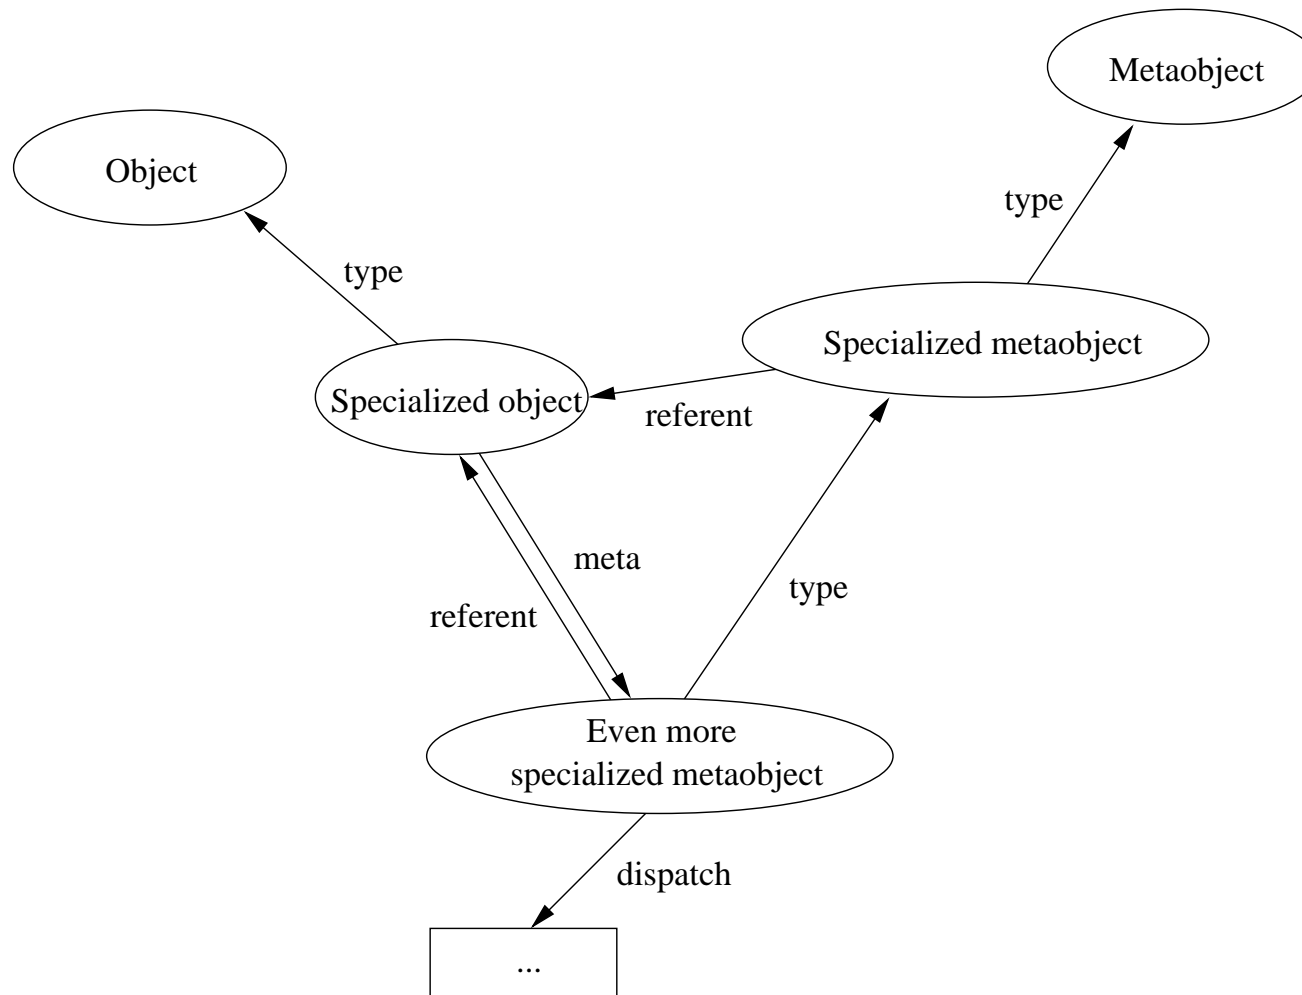 Metaobject
Object
type
type
Specialized metaobject
Specialized object
referent
meta
type
referent
Even more
specialized metaobject
dispatch
...